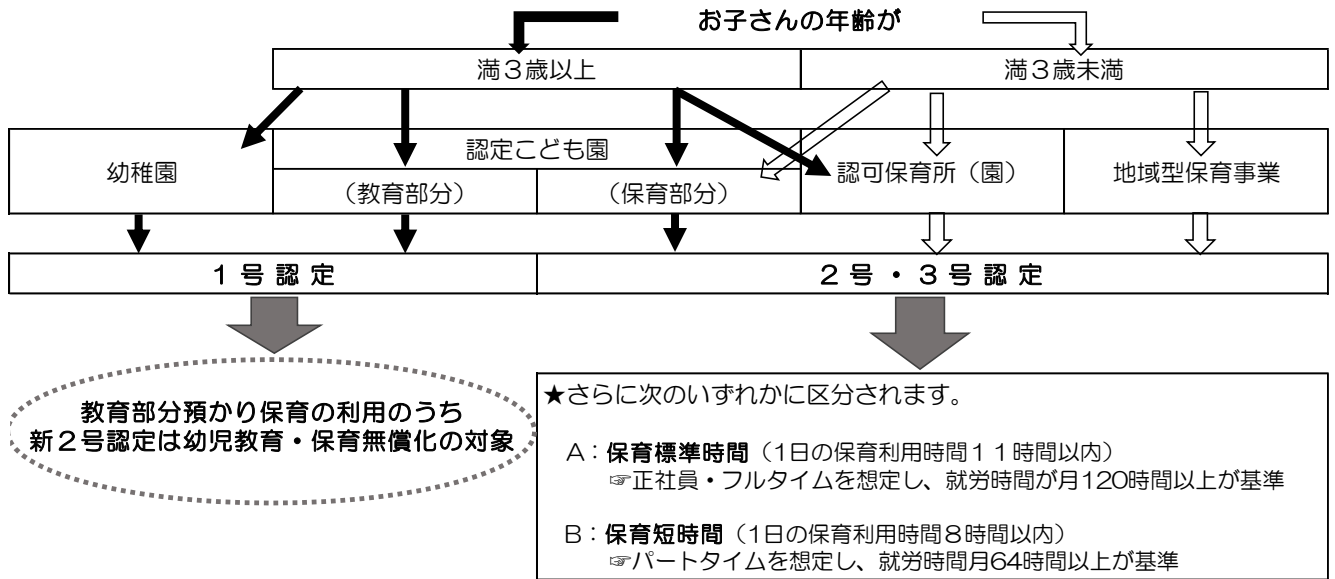 お子さんの年齢が
満３歳以上
満３歳未満
幼稚園
認定こども園
（教育部分）
（保育部分）
認可保育所（園）
地域型保育事業
１号認定
２号・３号認定
教育部分預かり保育の利用のうち
新２号認定は幼児教育・保育無償化の対象
★さらに次のいずれかに区分されます。
A：保育標準時間（1日の保育利用時間１１時間以内）
☞正社員・フルタイムを想定し、就労時間が月120時間以上が基準
B：保育短時間（1日の保育利用時間８時間以内）
☞パートタイムを想定し、就労時間月64時間以上が基準